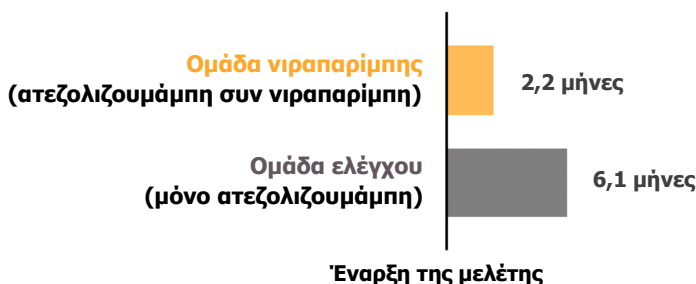 Ομάδα νιραπαρίμπης
(ατεζολιζουμάμπη συν νιραπαρίμπη)
2,2 μήνες
Ομάδα ελέγχου
(μόνο ατεζολιζουμάμπη)
6,1 μήνες
Έναρξη της μελέτης